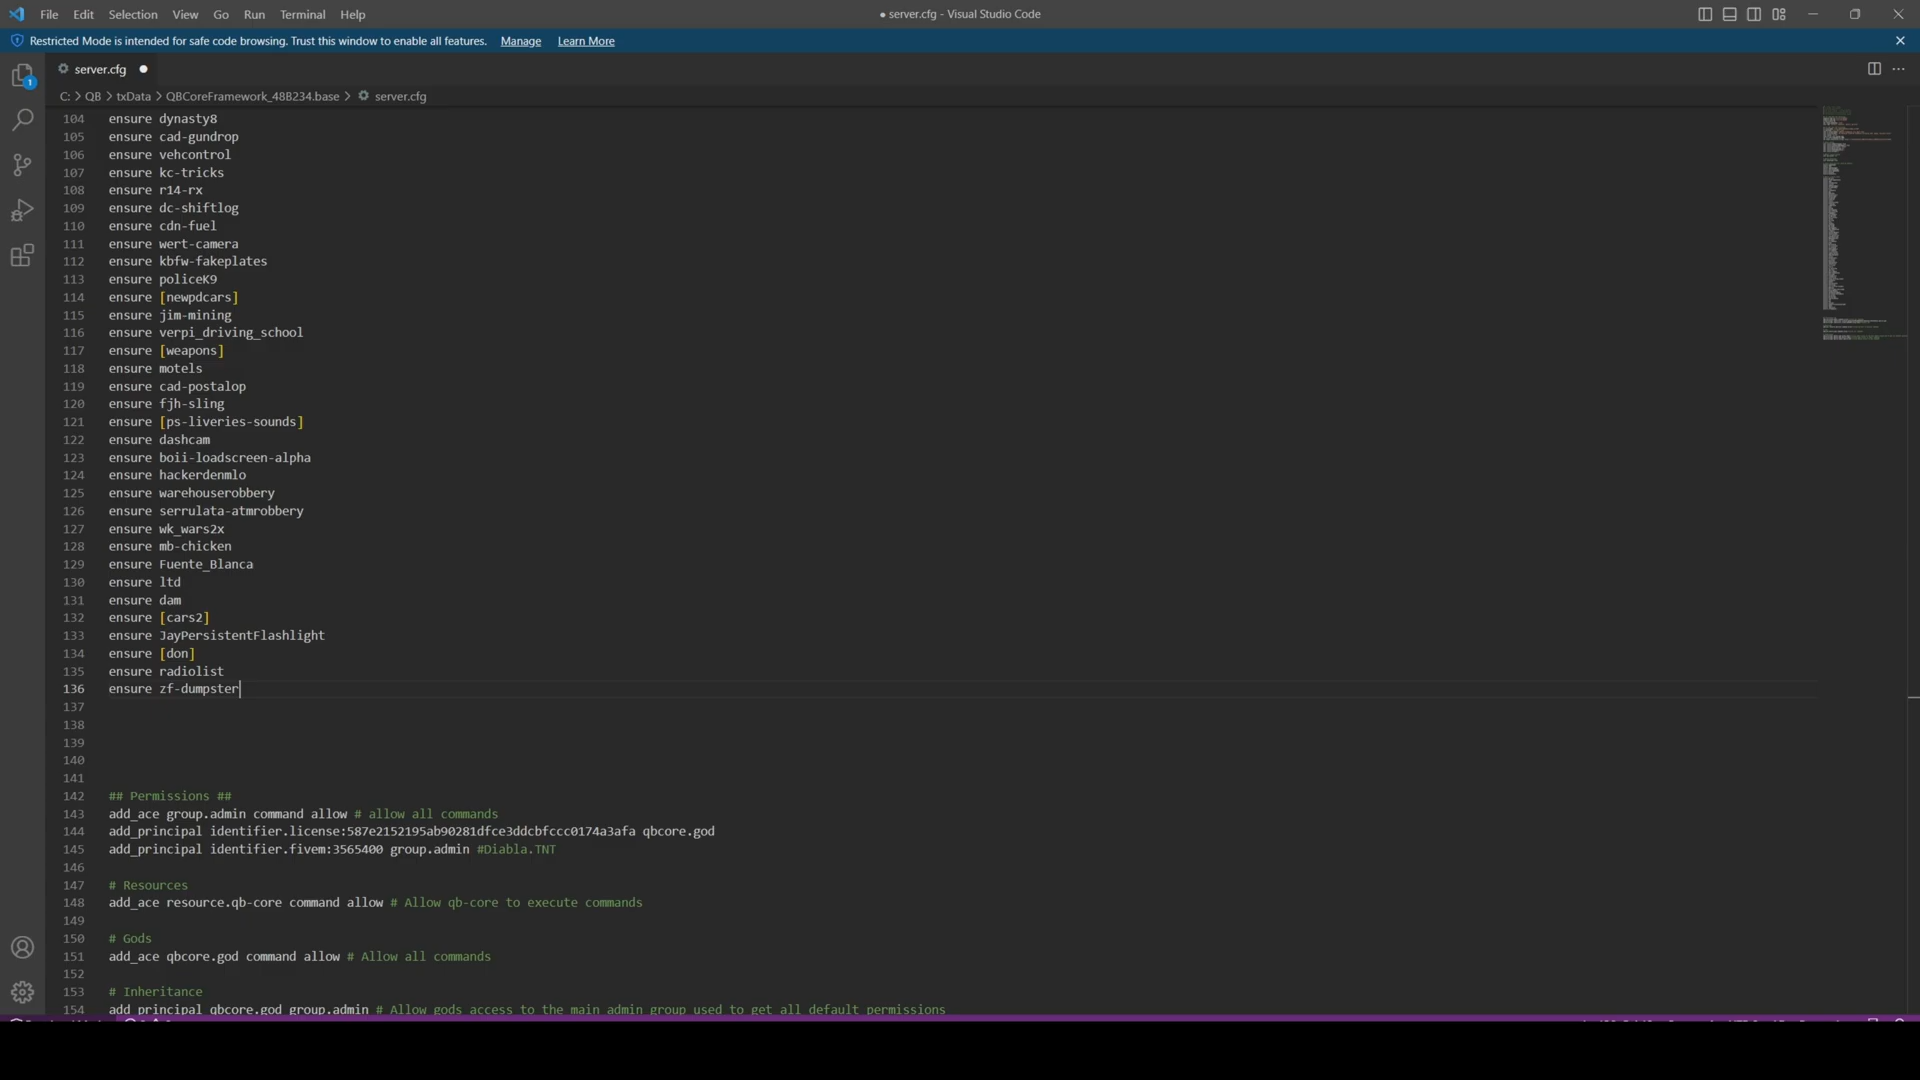 File Edit Selection View Go Run Terminal Help
● server.cfg - Visual Studio Code
Restricted Mode is intended for safe code browsing. Trust this window to enable all features. Manage Learn More
server.cfg ●
C: > QB > txData > QBCoreFramework_48B234.base > server.cfg
1
104 ensure dynasty8
105 ensure cad-gundrop
106 ensure vehcontrol
107 ensure kc-tricks
108 ensure r14-rx
109 ensure dc-shiftlog
110 ensure cdn-fuel
111 ensure wert-camera
112 ensure kbfw-fakeplates
113 ensure policeK9
114 ensure [newpdcars]
115 ensure jim-mining
116 ensure verpi_driving_school
117 ensure [weapons]
118 ensure motels
119 ensure cad-postalop
120 ensure fjh-sling
121 ensure [ps-liveries-sounds]
122 ensure dashcam
123 ensure boii-loadscreen-alpha
124 ensure hackerdenmlo
125 ensure warehouserobbery
126 ensure serrulata-atmrobbery
127 ensure wk_wars2x
128 ensure mb-chicken
129 ensure Fuente_Blanca
130 ensure ltd
131 ensure dam
132 ensure [cars2]
133 ensure JayPersistentFlashlight
134 ensure [don]
135 ensure radiolist
136 ensure zf-dumpster
137
138
139
140
141
142 ## Permissions ##
143 add_ace group.admin command allow # allow all commands
144 add_principal identifier.license:587e2152195ab90281dfce3ddcbfccc0174a3afa qbcore.god
145 add_principal identifier.fivem:3565400 group.admin #Diabla.TNT
146
147 # Resources
148 add_ace resource.qb-core command allow # Allow qb-core to execute commands
149
150 # Gods
151 add_ace qbcore.god command allow # Allow all commands
152
153 # Inheritance
154 add_principal qbcore.god group.admin # Allow gods access to the main admin group used to get all default permissions